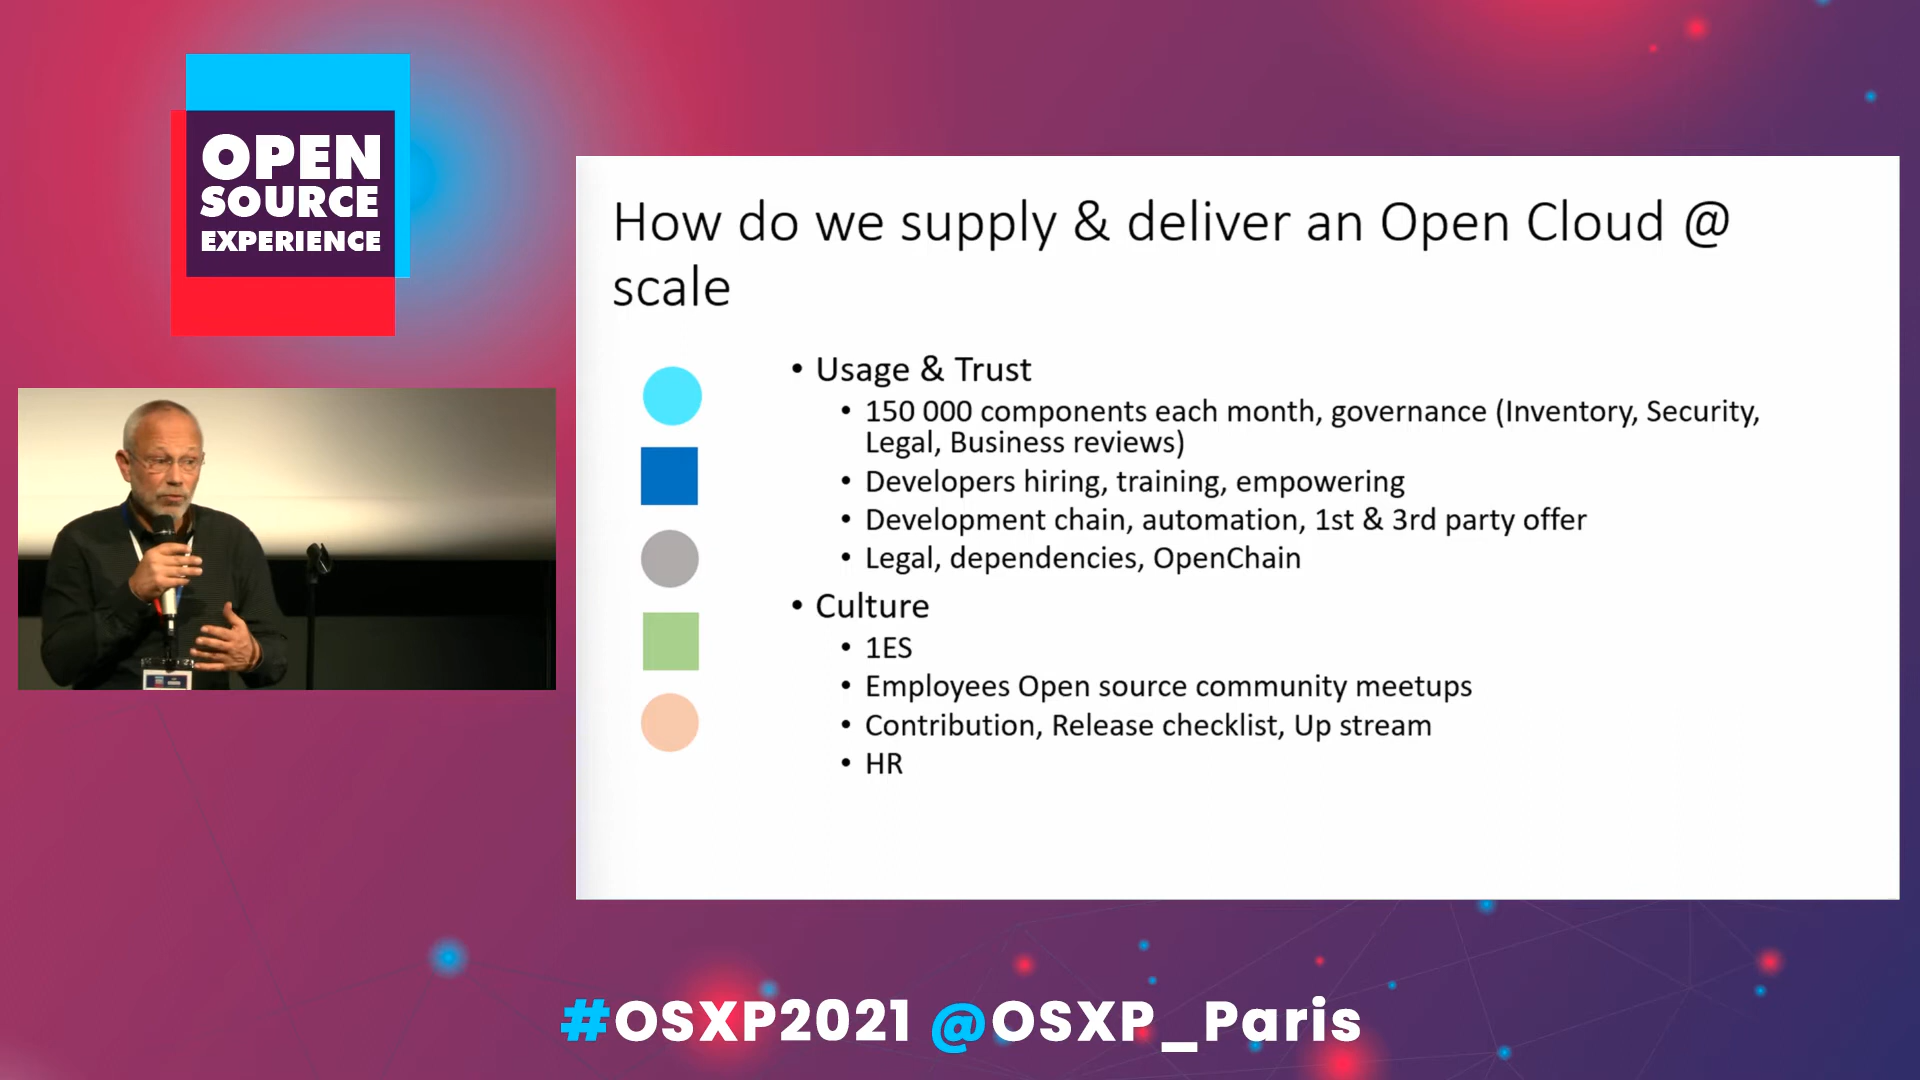 OPEN
SOURCE
EXPERIENCE
How do we supply & deliver an Open Cloud @
scale
• Usage & Trust
• 150 000 components each month, governance (Inventory, Security,
Legal, Business reviews)
• Developers hiring, training, empowering
• Development chain, automation, 1st & 3rd party offer
• Legal, dependencies, OpenChain
• Culture
• 1ES
• Employees Open source community meetups
• Contribution, Release checklist, Up stream
• HR
#OSXP2021 @OSXP_Paris